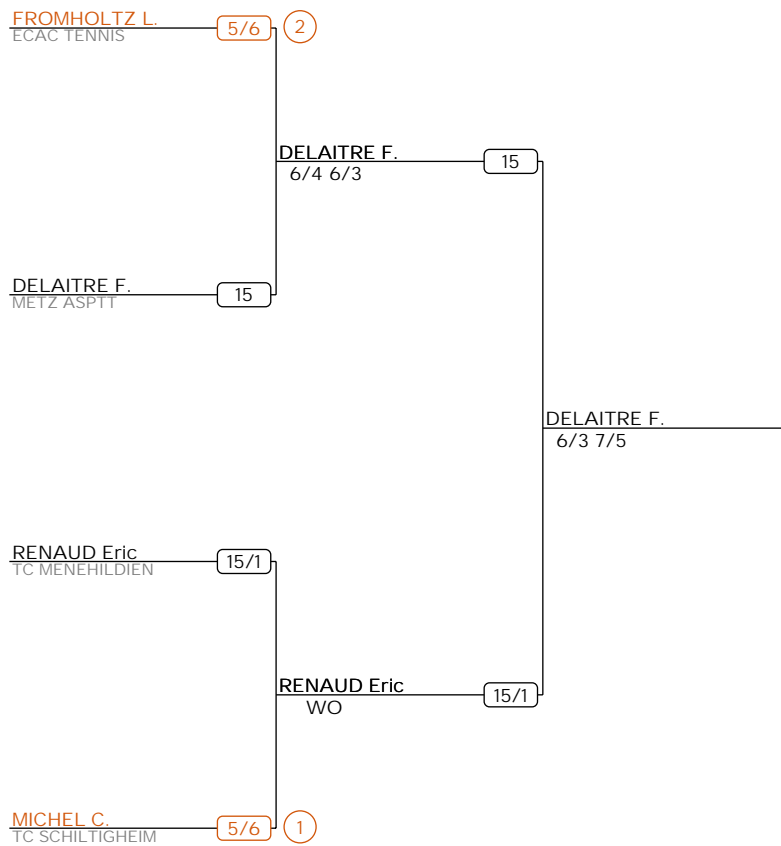 FROMHOLTZ L.
ECAC TENNIS
5/6
2
DELAITRE F.
6/4 6/3
15
DELAITRE F.
METZ ASPTT
15
DELAITRE F.
6/3 7/5
RENAUD Eric
TC MENEHILDIEN
15/1
RENAUD Eric
WO
15/1
MICHEL C.
TC SCHILTIGHEIM
5/6
1